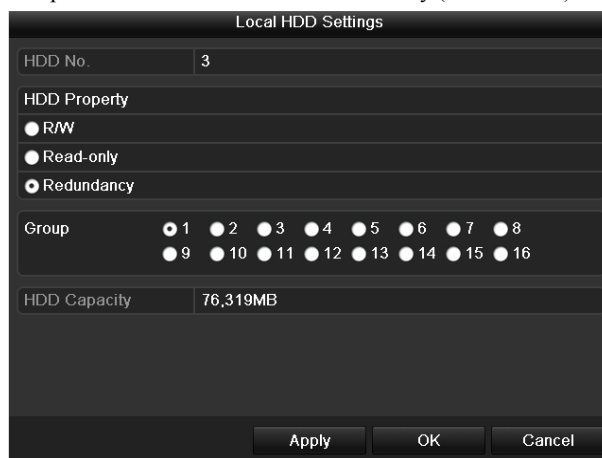 Local HDD Settings
HDD No. 3
HDD Property
R/W
Read-only
Redundancy
Group 1 2 3 4 5 6 7 8
9 10 11 12 13 14 15 16
HDD Capacity 76,319MB
Apply OK Cancel